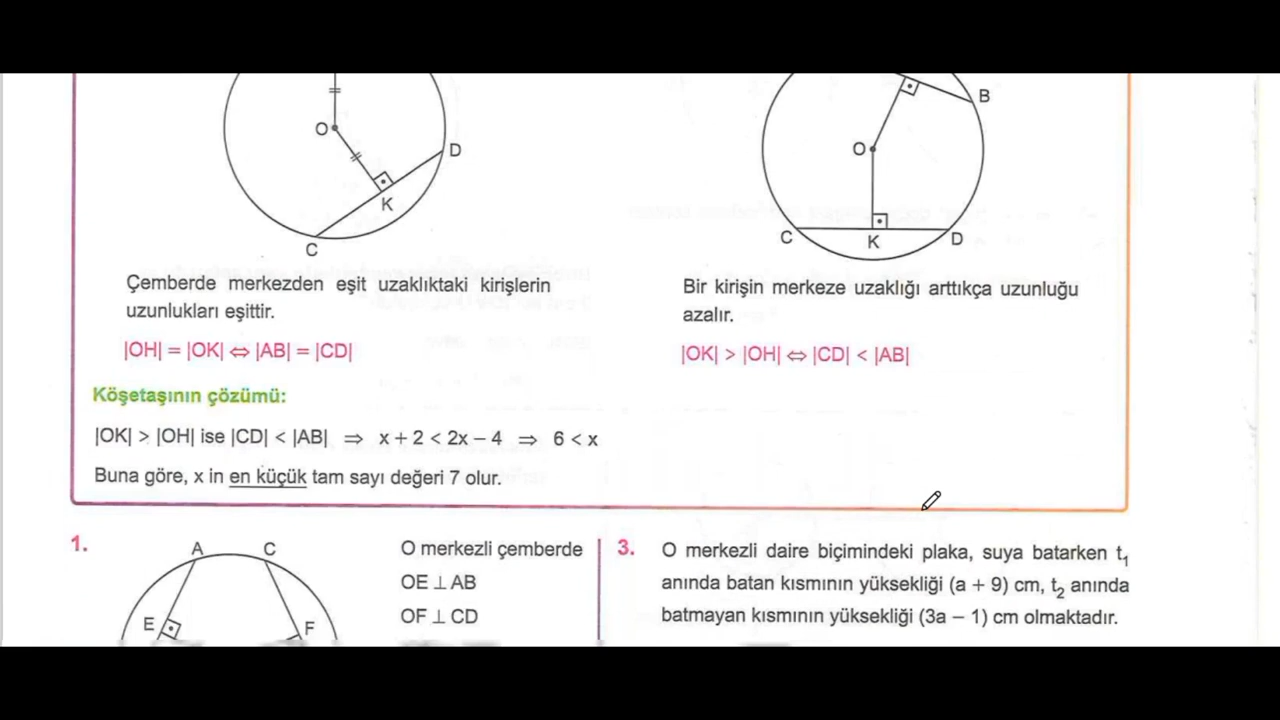 O
D
K
C
Çemberde merkezden eşit uzaklıktaki kirişlerin
uzunlukları eşittir.
|OH| = |OK| ⇔ |AB| = |CD|
B
O
C
K
D
Bir kirişin merkeze uzaklığı arttıkça uzunluğu
azalır.
|OK| > |OH| ⇔ |CD| < |AB|
Köşetaşının çözümü:
|OK| > |OH| ise |CD| < |AB| ⇒ x + 2 < 2x – 4 ⇒ 6 < x
Buna göre, x in en küçük tam sayı değeri 7 olur.
1.
A
C
E
F
O merkezli çemberde
OE ⊥ AB
OF ⊥ CD
3. O merkezli daire biçimindeki plaka, suya batarken t₁
anında batan kısmının yüksekliği (a + 9) cm, t₂ anında
batmayan kısmının yüksekliği (3a – 1) cm olmaktadır.